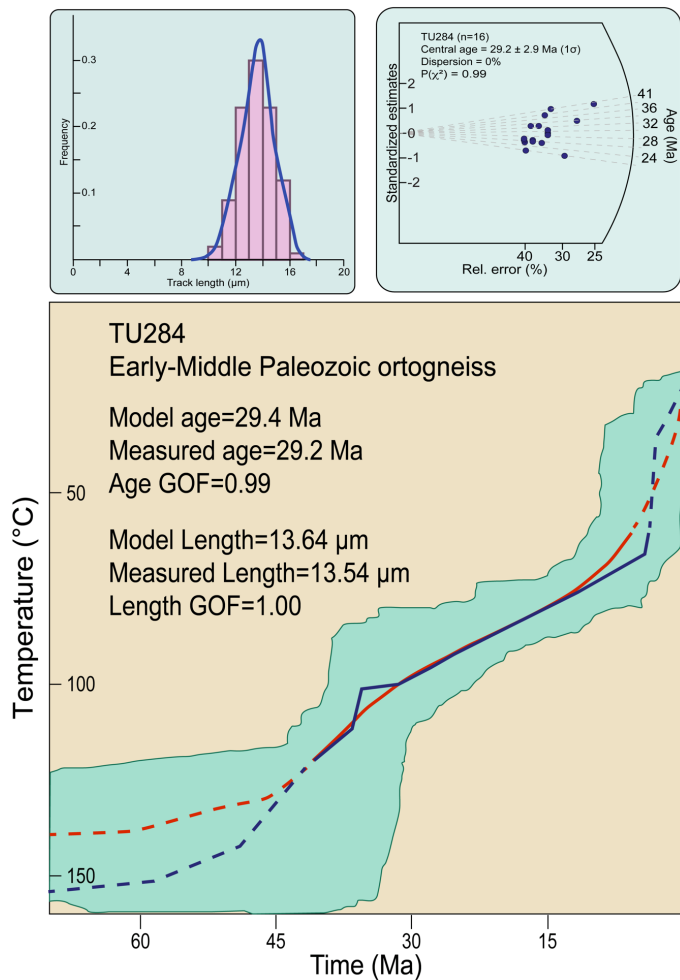 0.3
0.2
0.1
Frequency
0
4
8
12
16
20
Track length (µm)
TU284 (n=16)
Central age = 29.2 ± 2.9 Ma (1σ)
Dispersion = 0%
P(χ²) = 0.99
2
1
-0
-1
-2
Standardized estimates
41
36
32
28
24
Age (Ma)
40
30
25
Rel. error (%)
TU284
Early-Middle Paleozoic ortogneiss
Model age=29.4 Ma
Measured age=29.2 Ma
Age GOF=0.99
Model Length=13.64 µm
Measured Length=13.54 µm
Length GOF=1.00
50
100
150
Temperature (°C)
60
45
30
15
Time (Ma)